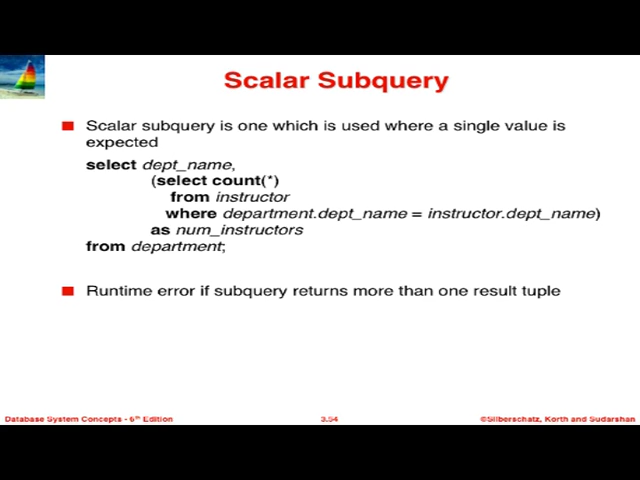 Scalar Subquery
Scalar subquery is one which is used where a single value is
expected
select dept_name,
(select count(*)
from instructor
where department.dept_name = instructor.dept_name)
as num_instructors
from department;
Runtime error if subquery returns more than one result tuple
Database System Concepts - 6th Edition 3.54 ©Silberschatz, Korth and Sudarshan